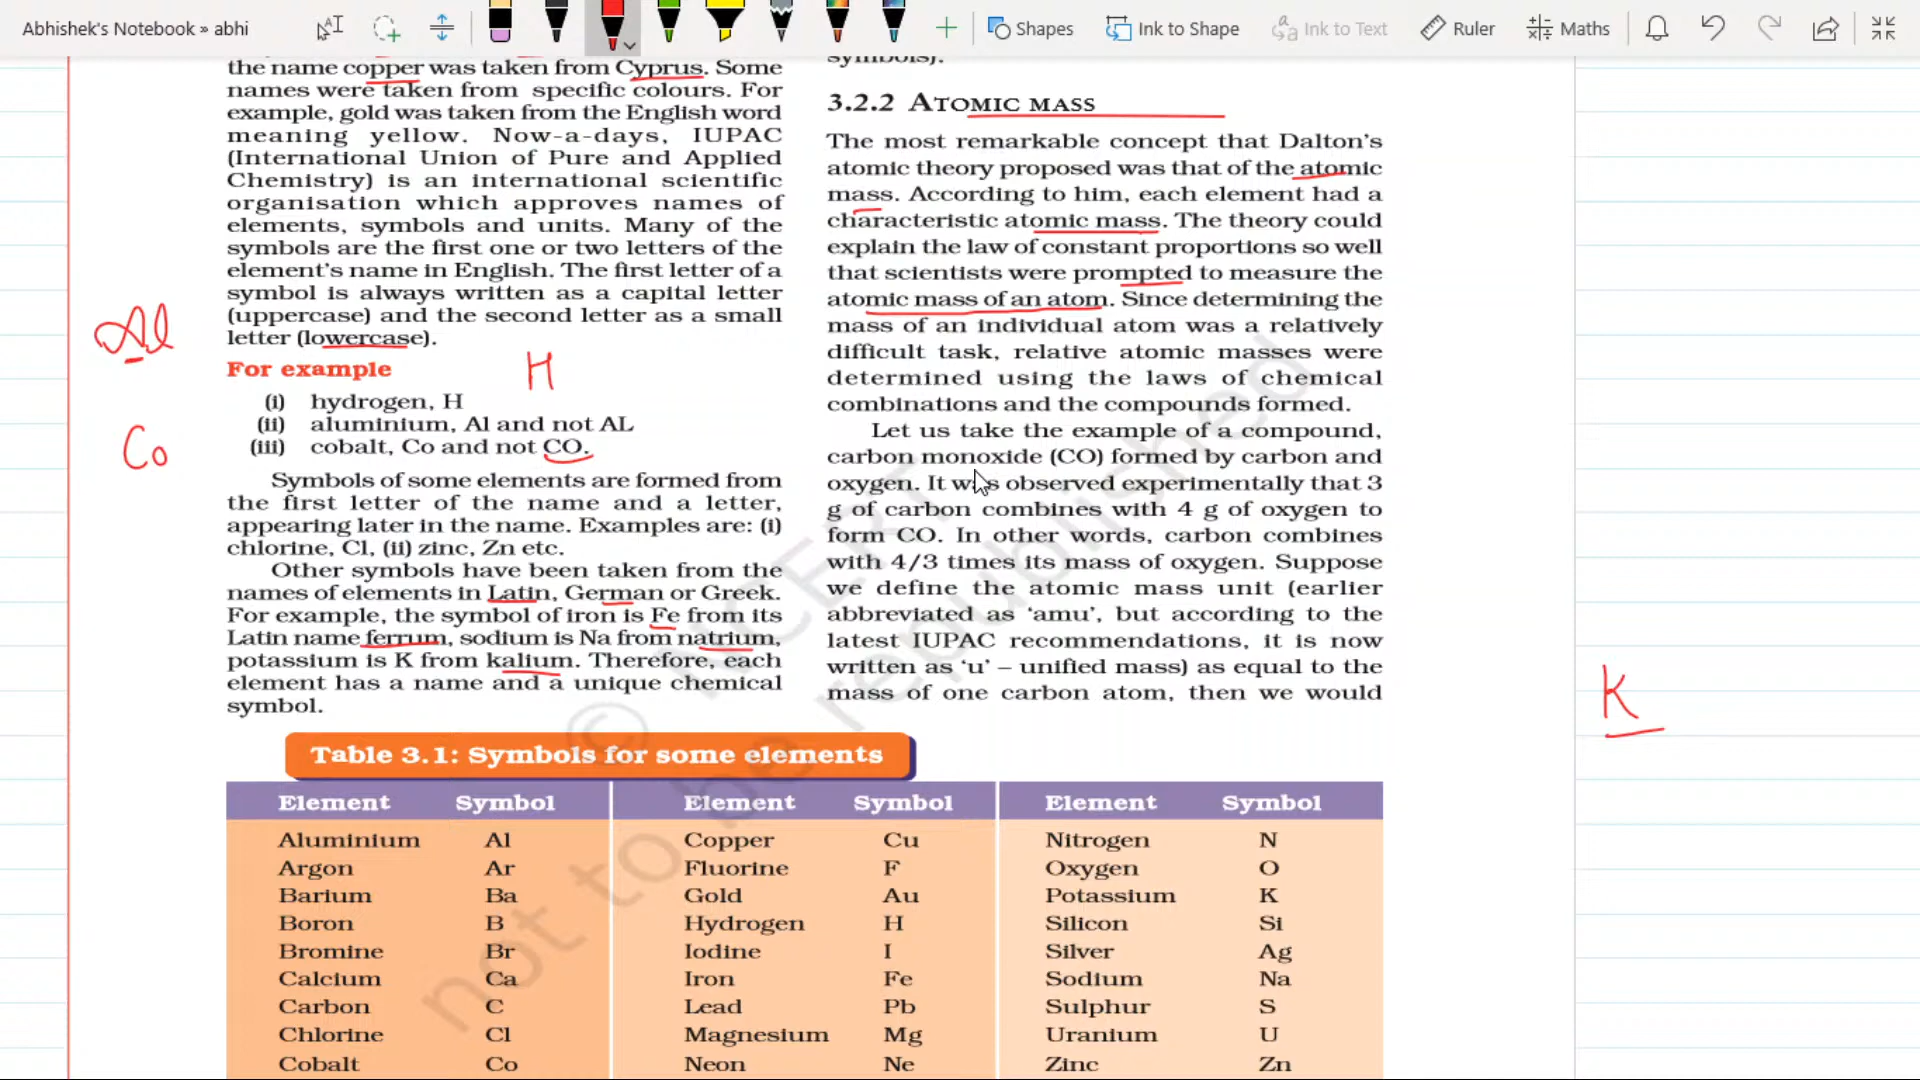 Abhishek's Notebook » abhi
Shapes
Ink to Shape
Ink to Text
Ruler
Maths
the name copper was taken from Cyprus. Some
names were taken from specific colours. For
example, gold was taken from the English word
meaning yellow. Now-a-days, IUPAC
(International Union of Pure and Applied
Chemistry) is an international scientific
organisation which approves names of
elements, symbols and units. Many of the
symbols are the first one or two letters of the
element's name in English. The first letter of a
symbol is always written as a capital letter
(uppercase) and the second letter as a small
letter (lowercase).
Al
For example
H
(i) hydrogen, H
(ii) aluminium, Al and not AL
(iii) cobalt, Co and not CO.
Co
Symbols of some elements are formed from
the first letter of the name and a letter,
appearing later in the name. Examples are: (i)
chlorine, Cl, (ii) zinc, Zn etc.
Other symbols have been taken from the
names of elements in Latin, German or Greek.
For example, the symbol of iron is Fe from its
Latin name ferrum, sodium is Na from natrium,
potassium is K from kalium. Therefore, each
element has a name and a unique chemical
symbol.
symbols).
3.2.2 ATOMIC MASS
The most remarkable concept that Dalton's
atomic theory proposed was that of the atomic
mass. According to him, each element had a
characteristic atomic mass. The theory could
explain the law of constant proportions so well
that scientists were prompted to measure the
atomic mass of an atom. Since determining the
mass of an individual atom was a relatively
difficult task, relative atomic masses were
determined using the laws of chemical
combinations and the compounds formed.
Let us take the example of a compound,
carbon monoxide (CO) formed by carbon and
oxygen. It was observed experimentally that 3
g of carbon combines with 4 g of oxygen to
form CO. In other words, carbon combines
with 4/3 times its mass of oxygen. Suppose
we define the atomic mass unit (earlier
abbreviated as 'amu', but according to the
latest IUPAC recommendations, it is now
written as 'u' – unified mass) as equal to the
mass of one carbon atom, then we would
K
© NCERT
not to be republished
Table 3.1: Symbols for some elements
Element Symbol Element Symbol Element Symbol
Aluminium Al Copper Cu Nitrogen N
Argon Ar Fluorine F Oxygen O
Barium Ba Gold Au Potassium K
Boron B Hydrogen H Silicon Si
Bromine Br Iodine I Silver Ag
Calcium Ca Iron Fe Sodium Na
Carbon C Lead Pb Sulphur S
Chlorine Cl Magnesium Mg Uranium U
Cobalt Co Neon Ne Zinc Zn